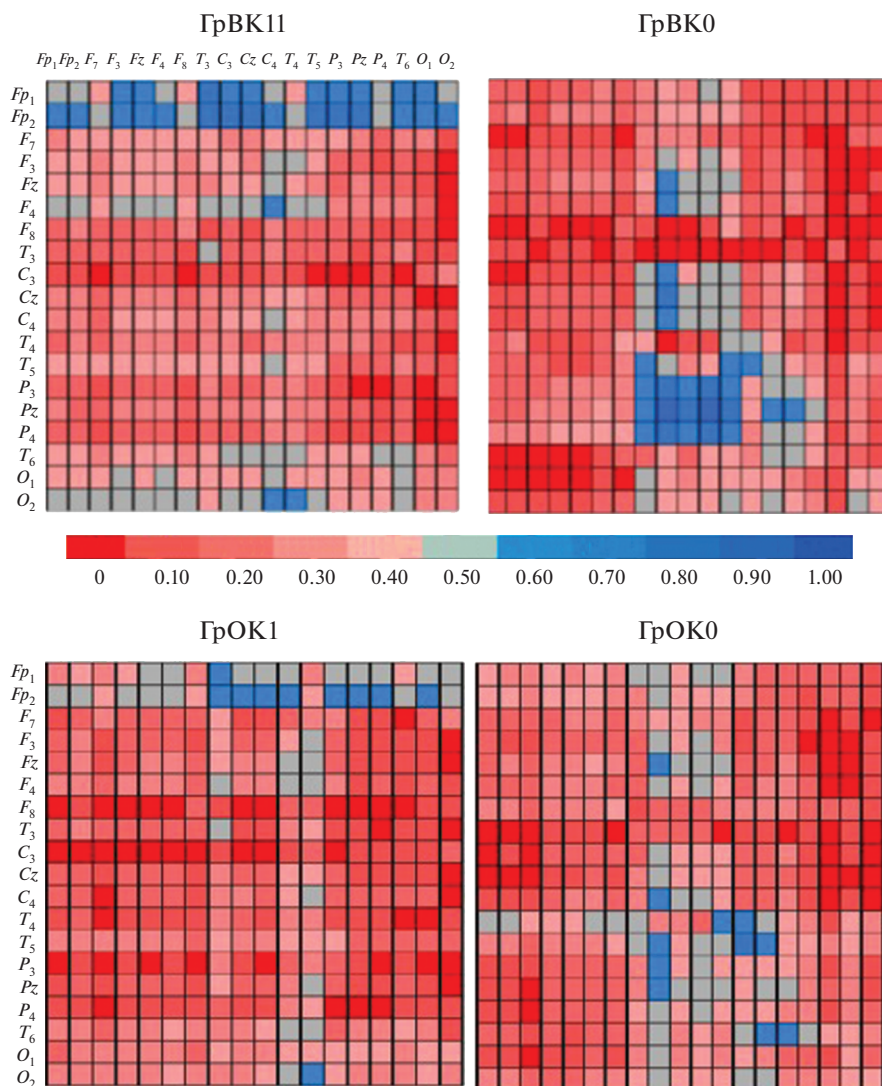 ГрВК11 ГрВК0
Fp₁ Fp₂ F₇ F₃ Fz F₄ F₈ T₃ C₃ Cz C₄ T₄ T₅ P₃ Pz P₄ T₆ O₁ O₂
Fp₁
Fp₂
F₇
F₃
Fz
F₄
F₈
T₃
C₃
Cz
C₄
T₄
T₅
P₃
Pz
P₄
T₆
O₁
O₂
0 0.10 0.20 0.30 0.40 0.50 0.60 0.70 0.80 0.90 1.00
ГрОК1 ГрОК0
Fp₁
Fp₂
F₇
F₃
Fz
F₄
F₈
T₃
C₃
Cz
C₄
T₄
T₅
P₃
Pz
P₄
T₆
O₁
O₂